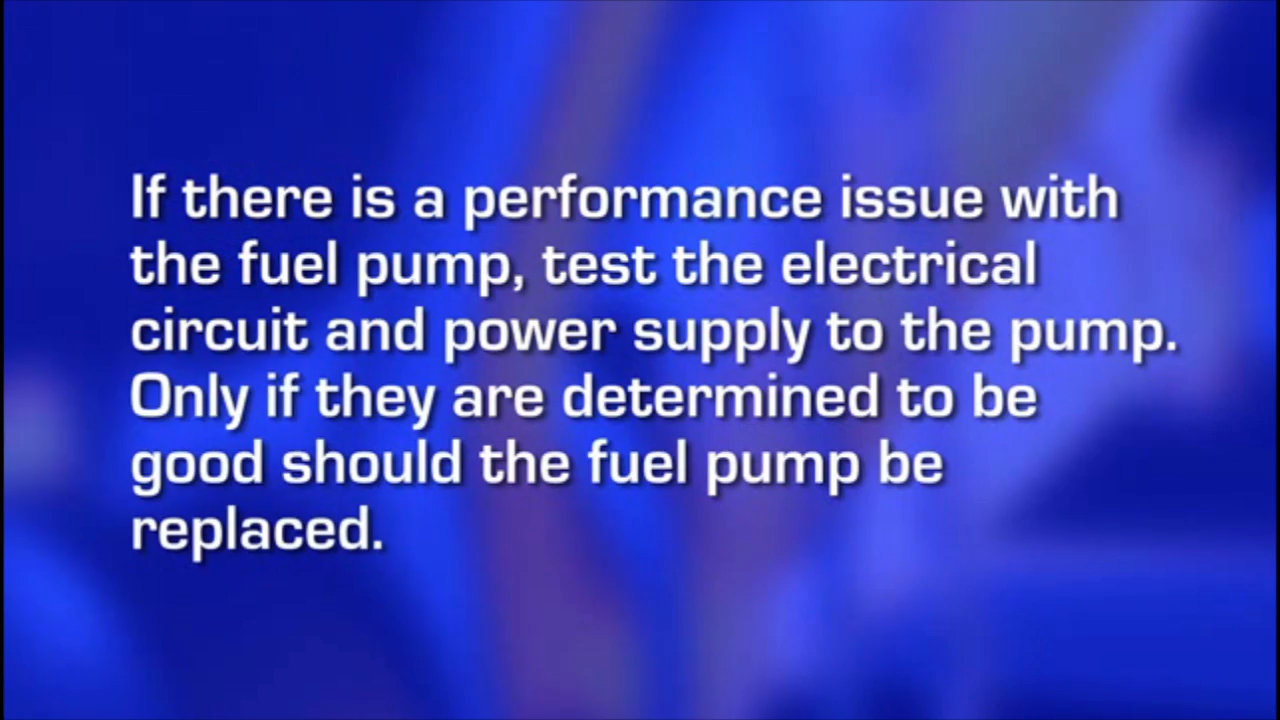 If there is a performance issue with
the fuel pump, test the electrical
circuit and power supply to the pump.
Only if they are determined to be
good should the fuel pump be
replaced.